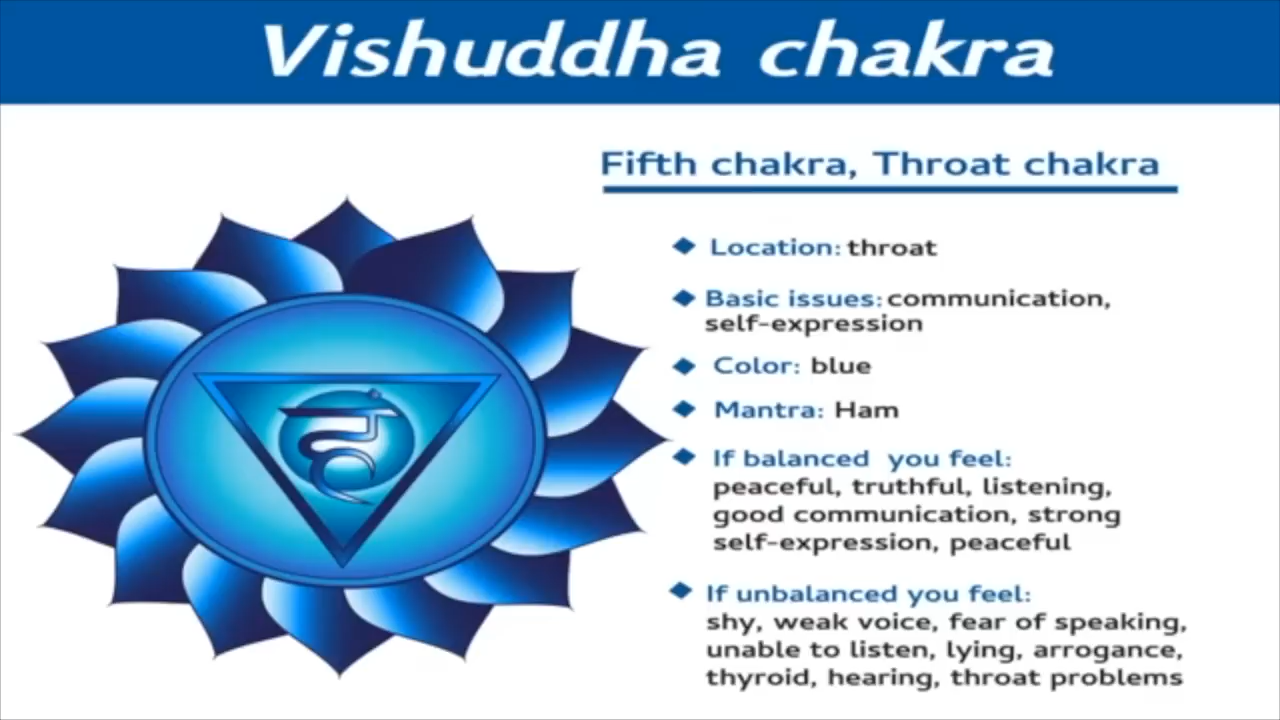 Vishuddha chakra
Fifth chakra, Throat chakra
Location: throat
Basic issues: communication,
self-expression
Color: blue
Mantra: Ham
हं
If balanced you feel:
peaceful, truthful, listening,
good communication, strong
self-expression, peaceful
If unbalanced you feel:
shy, weak voice, fear of speaking,
unable to listen, lying, arrogance,
thyroid, hearing, throat problems